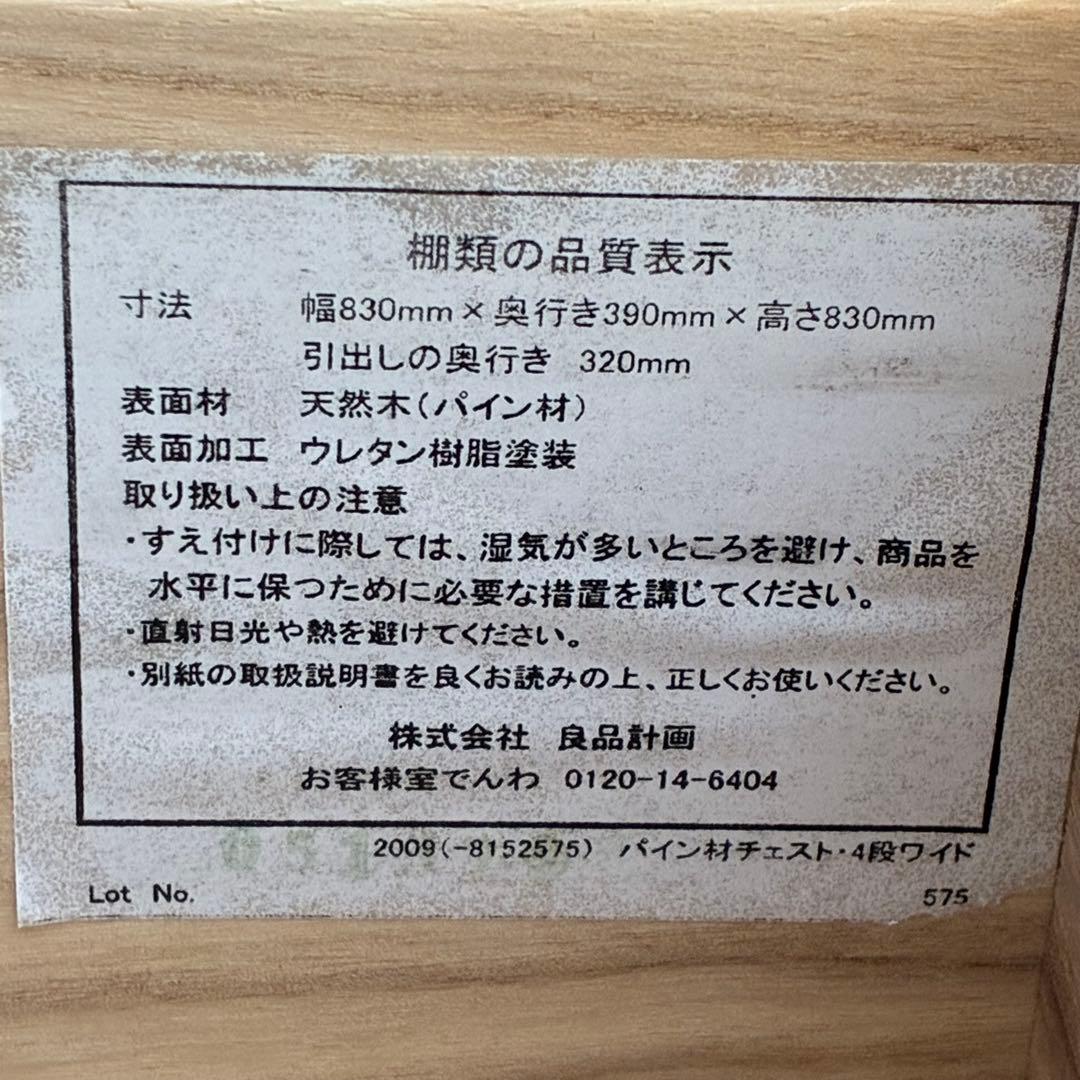 棚類の品質表示
寸法 幅830mm×奥行き390mm×高さ830mm
引出しの奥行き 320mm
表面材 天然木(パイン材)
表面加工 ウレタン樹脂塗装
取り扱い上の注意
・すえ付けに際しては、湿気が多いところを避け、商品を
水平に保つために必要な措置を講じてください。
・直射日光や熱を避けてください。
・別紙の取扱説明書を良くお読みの上、正しくお使いください。
株式会社 良品計画
お客様室でんわ 0120-14-6404
2009(-8152575) パイン材チェスト・4段ワイド
Lot No. 575